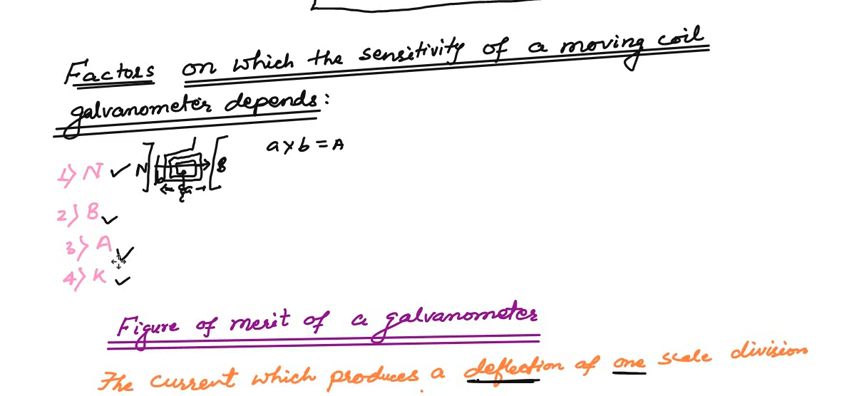 Factors on which the sensitivity of a moving coil
galvanometer depends:
1) N N B a×b = A
b a
2) B
3) A
4) K
Figure of merit of a galvanometer
The current which produces a deflection of one scale division